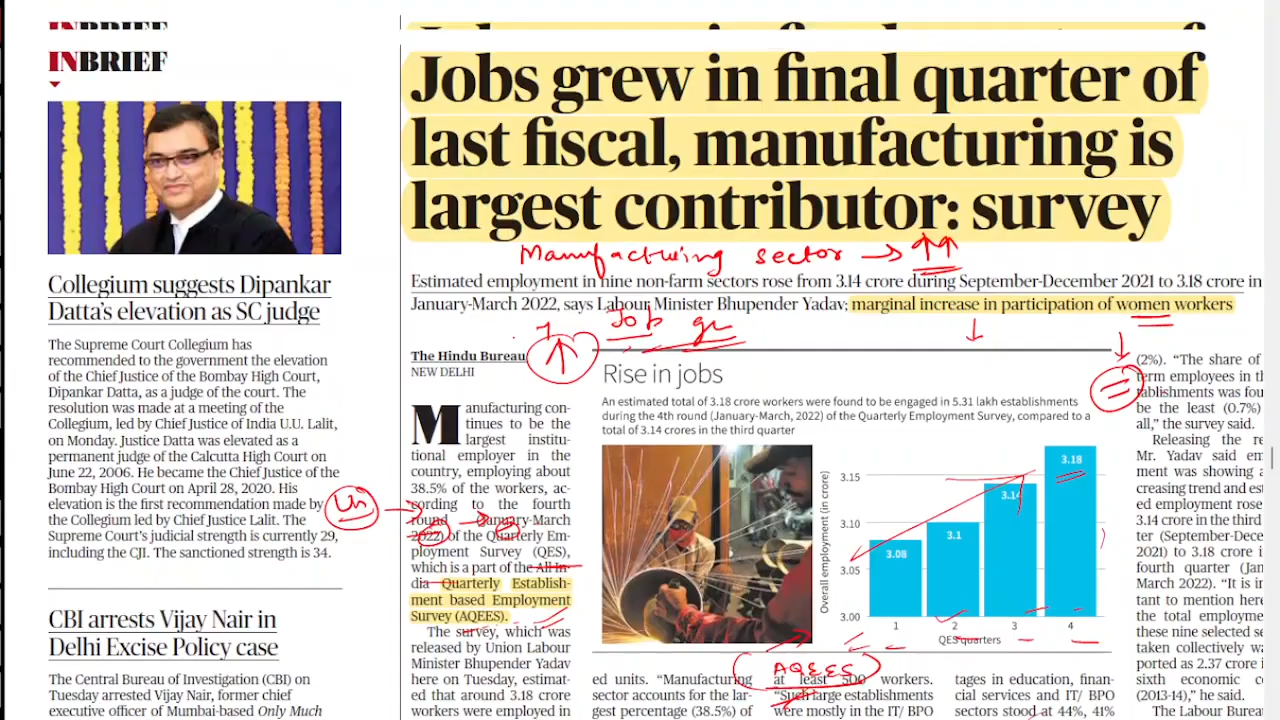 INBRIEF
INBRIEF
Collegium suggests Dipankar
Datta's elevation as SC judge
The Supreme Court Collegium has
recommended to the government the elevation
of the Chief Justice of the Bombay High Court,
Dipankar Datta, as a judge of the court. The
resolution was made at a meeting of the
Collegium, led by Chief Justice of India U.U. Lalit,
on Monday. Justice Datta was elevated as a
permanent judge of the Calcutta High Court on
June 22, 2006. He became the Chief Justice of the
Bombay High Court on April 28, 2020. His
elevation is the first recommendation made by
the Collegium led by Chief Justice Lalit. The
Supreme Court's judicial strength is currently 29,
including the CJI. The sanctioned strength is 34.
CBI arrests Vijay Nair in
Delhi Excise Policy case
The Central Bureau of Investigation (CBI) on
Tuesday arrested Vijay Nair, former chief
executive officer of Mumbai-based Only Much
Jobs grew in final quarter of
last fiscal, manufacturing is
largest contributor: survey
Manufacturing sector →
Estimated employment in nine non-farm sectors rose from 3.14 crore during September-December 2021 to 3.18 crore in
January-March 2022, says Labour Minister Bhupender Yadav; marginal increase in participation of women workers
Job
The Hindu Bureau
NEW DELHI
Manufacturing con-
tinues to be the
largest institu-
tional employer in the
country, employing about
38.5% of the workers, ac-
cording to the fourth
round (January-March
2022) of the Quarterly Em-
ployment Survey (QES),
which is a part of the All-In-
dia Quarterly Establish-
ment based Employment
Survey (AQEES).
The survey, which was
released by Union Labour
Minister Bhupender Yadav
here on Tuesday, estimat-
ed that around 3.18 crore
workers were employed in
Rise in jobs
An estimated total of 3.18 crore workers were found to be engaged in 5.31 lakh establishments
during the 4th round (January-March, 2022) of the Quarterly Employment Survey, compared to a
total of 3.14 crores in the third quarter
Overall employment (in crore)
3.15
3.10
3.05
3.00
3.08
3.1
3.14
3.18
1 2 3 4
QES quarters
AQEES
ed units. "Manufacturing
sector accounts for the lar-
gest percentage (38.5%) of
at least 500 workers.
"Such large establishments
were mostly in the IT/ BPO
tages in education, finan-
cial services and IT/ BPO
sectors stood at 44%, 41%
(2%). "The share of
term employees in
be the least (0.7%)
all," the survey said.
Releasing the
Mr. Yadav said
ment was showing
creasing trend and
ed employment rose
3.14 crore in the third
ter (September-
2021) to 3.18 crore
fourth quarter
March 2022). "It is
tant to mention
the total
these nine selected
taken collectively
ported as 2.37 crore
sixth economic
(2013-14)," he said.
The Labour